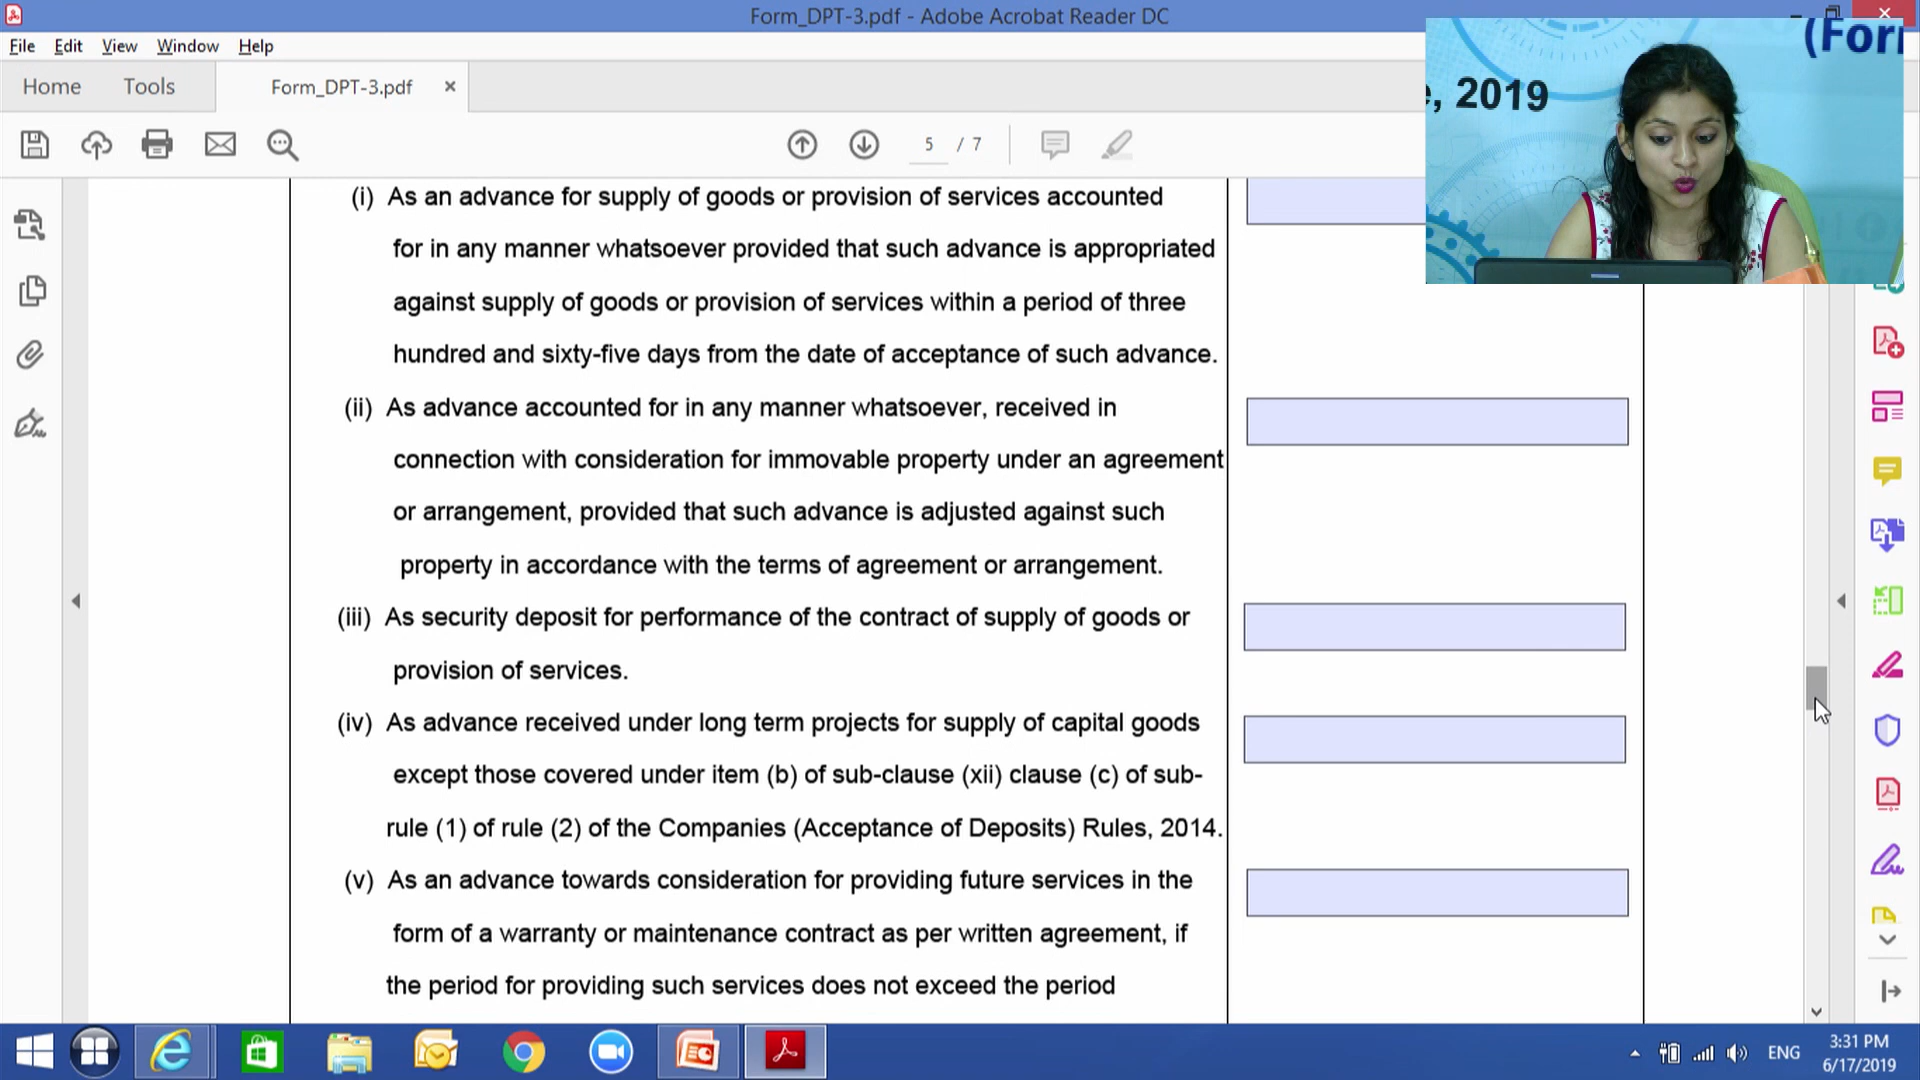 Form_DPT-3.pdf - Adobe Acrobat Reader DC
File Edit View Window Help
Home Tools Form_DPT-3.pdf ×
5 / 7
(For
, 2019
(i) As an advance for supply of goods or provision of services accounted
for in any manner whatsoever provided that such advance is appropriated
against supply of goods or provision of services within a period of three
hundred and sixty-five days from the date of acceptance of such advance.
(ii) As advance accounted for in any manner whatsoever, received in
connection with consideration for immovable property under an agreement
or arrangement, provided that such advance is adjusted against such
property in accordance with the terms of agreement or arrangement.
(iii) As security deposit for performance of the contract of supply of goods or
provision of services.
(iv) As advance received under long term projects for supply of capital goods
except those covered under item (b) of sub-clause (xii) clause (c) of sub-
rule (1) of rule (2) of the Companies (Acceptance of Deposits) Rules, 2014.
(v) As an advance towards consideration for providing future services in the
form of a warranty or maintenance contract as per written agreement, if
the period for providing such services does not exceed the period
ENG
3:31 PM
6/17/2019